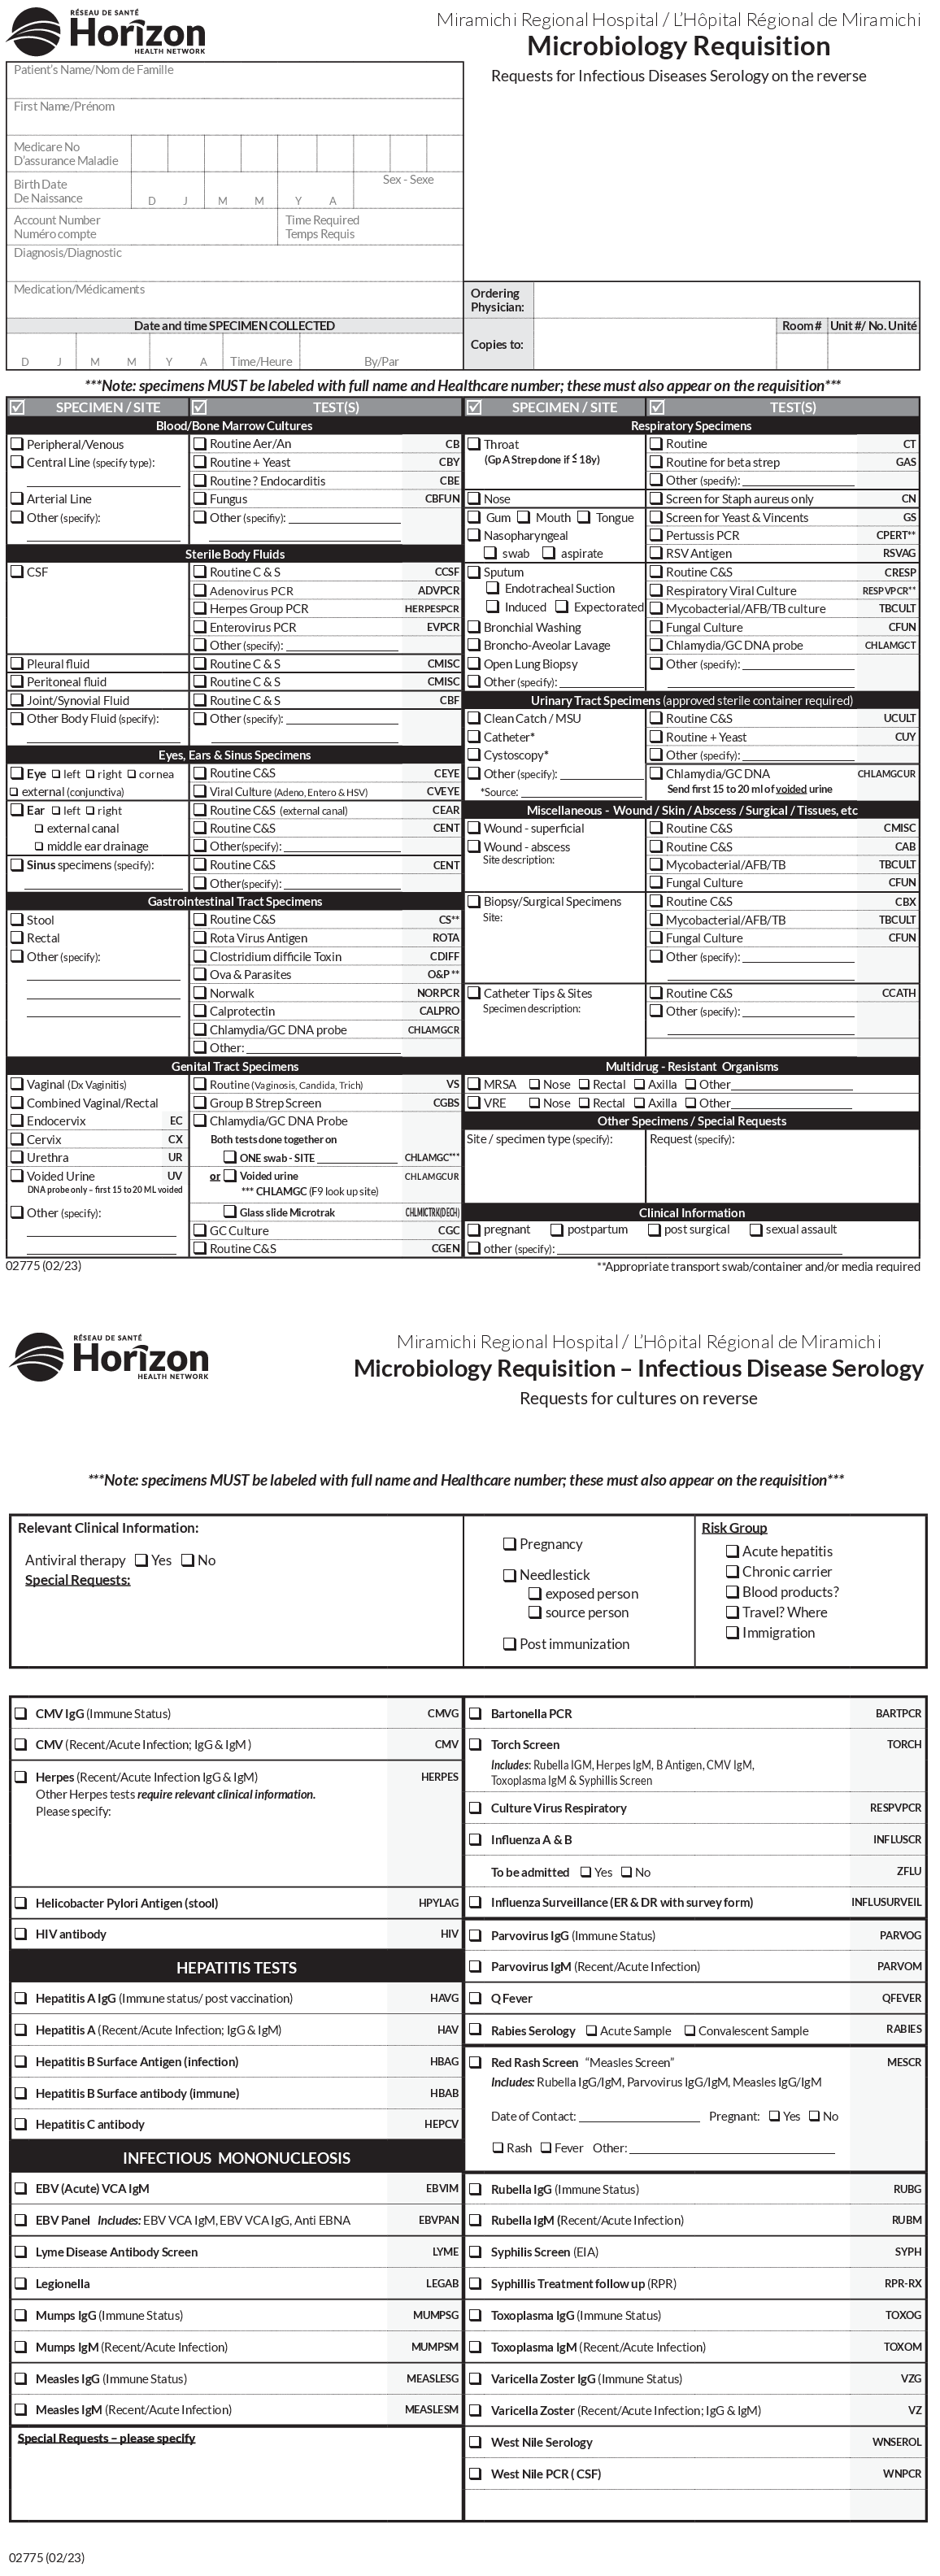 RÉSEAU DE SANTÉ
Horizon
HEALTH NETWORK
Miramichi Regional Hospital / L’Hôpital Régional de Miramichi
Microbiology Requisition
Requests for Infectious Diseases Serology on the reverse
Patient’s Name/Nom de Famille
First Name/Prénom
Medicare No
D’assurance Maladie
Birth Date
De Naissance
D J M M Y A
Sex - Sexe
Account Number
Numéro compte
Time Required
Temps Requis
Diagnosis/Diagnostic
Medication/Médicaments
Date and time SPECIMEN COLLECTED
D J M M Y A Time/Heure By/Par
Ordering
Physician:
Copies to:
Room # Unit #/ No. Unité
***Note: specimens MUST be labeled with full name and Healthcare number; these must also appear on the requisition***
☑ SPECIMEN / SITE ☑ TEST(S)
Blood/Bone Marrow Cultures
❏ Peripheral/Venous
❏ Central Line (specify type):
❏ Arterial Line
❏ Other (specify):
❏ Routine Aer/An CB
❏ Routine + Yeast CBY
❏ Routine ? Endocarditis CBE
❏ Fungus CBFUN
❏ Other (specifiy):
Sterile Body Fluids
❏ CSF
❏ Routine C & S CCSF
❏ Adenovirus PCR ADVPCR
❏ Herpes Group PCR HERPESPCR
❏ Enterovirus PCR EVPCR
❏ Other (specify):
❏ Pleural fluid ❏ Routine C & S CMISC
❏ Peritoneal fluid ❏ Routine C & S CMISC
❏ Joint/Synovial Fluid ❏ Routine C & S CBF
❏ Other Body Fluid (specify): ❏ Other (specify):
Eyes, Ears & Sinus Specimens
❏ Eye ❏ left ❏ right ❏ cornea
❏ external (conjunctiva)
❏ Routine C&S CEYE
❏ Viral Culture (Adeno, Entero & HSV) CVEYE
❏ Ear ❏ left ❏ right
❏ external canal
❏ middle ear drainage
❏ Routine C&S (external canal) CEAR
❏ Routine C&S CENT
❏ Other(specify):
❏ Sinus specimens (specify):
❏ Routine C&S CENT
❏ Other(specify):
Gastrointestinal Tract Specimens
❏ Stool
❏ Rectal
❏ Other (specify):
❏ Routine C&S CS**
❏ Rota Virus Antigen ROTA
❏ Clostridium difficile Toxin CDIFF
❏ Ova & Parasites O&P **
❏ Norwalk NORPCR
❏ Calprotectin CALPRO
❏ Chlamydia/GC DNA probe CHLAMGCR
❏ Other:
Genital Tract Specimens
❏ Vaginal (Dx Vaginitis)
❏ Combined Vaginal/Rectal
❏ Endocervix EC
❏ Cervix CX
❏ Urethra UR
❏ Voided Urine UV
DNA probe only – first 15 to 20 ML voided
❏ Other (specify):
❏ Routine (Vaginosis, Candida, Trich) VS
❏ Group B Strep Screen CGBS
❏ Chlamydia/GC DNA Probe
Both tests done together on
❏ ONE swab - SITE CHLAMGC***
or ❏ Voided urine CHLAMGCUR
*** CHLAMGC (F9 look up site)
❏ Glass slide Microtrak CHLMICTRK(DECH)
❏ GC Culture CGC
❏ Routine C&S CGEN
02775 (02/23)
☑ SPECIMEN / SITE ☑ TEST(S)
Respiratory Specimens
❏ Throat
(Gp A Strep done if ≤ 18y)
❏ Routine CT
❏ Routine for beta strep GAS
❏ Other (specify):
❏ Nose ❏ Screen for Staph aureus only CN
❏ Gum ❏ Mouth ❏ Tongue ❏ Screen for Yeast & Vincents GS
❏ Nasopharyngeal
❏ swab ❏ aspirate
❏ Pertussis PCR CPERT**
❏ RSV Antigen RSVAG
❏ Sputum
❏ Endotracheal Suction
❏ Induced ❏ Expectorated
❏ Bronchial Washing
❏ Broncho-Aveolar Lavage
❏ Open Lung Biopsy
❏ Other (specify):
❏ Routine C&S CRESP
❏ Respiratory Viral Culture RESPVPCR**
❏ Mycobacterial/AFB/TB culture TBCULT
❏ Fungal Culture CFUN
❏ Chlamydia/GC DNA probe CHLAMGCT
❏ Other (specify):
Urinary Tract Specimens (approved sterile container required)
❏ Clean Catch / MSU
❏ Catheter*
❏ Cystoscopy*
❏ Other (specify):
*Source:
❏ Routine C&S UCULT
❏ Routine + Yeast CUY
❏ Other (specify):
❏ Chlamydia/GC DNA CHLAMGCUR
Send first 15 to 20 ml of voided urine
Miscellaneous - Wound / Skin / Abscess / Surgical / Tissues, etc
❏ Wound - superficial
❏ Wound - abscess
Site description:
❏ Routine C&S CMISC
❏ Routine C&S CAB
❏ Mycobacterial/AFB/TB TBCULT
❏ Fungal Culture CFUN
❏ Biopsy/Surgical Specimens
Site:
❏ Routine C&S CBX
❏ Mycobacterial/AFB/TB TBCULT
❏ Fungal Culture CFUN
❏ Other (specify):
❏ Catheter Tips & Sites
Specimen description:
❏ Routine C&S CCATH
❏ Other (specify):
Multidrug - Resistant Organisms
❏ MRSA ❏ Nose ❏ Rectal ❏ Axilla ❏ Other
❏ VRE ❏ Nose ❏ Rectal ❏ Axilla ❏ Other
Other Specimens / Special Requests
Site / specimen type (specify): Request (specify):
Clinical Information
❏ pregnant ❏ postpartum ❏ post surgical ❏ sexual assault
❏ other (specify):
**Appropriate transport swab/container and/or media required
RÉSEAU DE SANTÉ
Horizon
HEALTH NETWORK
Miramichi Regional Hospital / L’Hôpital Régional de Miramichi
Microbiology Requisition – Infectious Disease Serology
Requests for cultures on reverse
***Note: specimens MUST be labeled with full name and Healthcare number; these must also appear on the requisition***
Relevant Clinical Information:
Antiviral therapy ❏ Yes ❏ No
Special Requests:
❏ Pregnancy
❏ Needlestick
❏ exposed person
❏ source person
❏ Post immunization
Risk Group
❏ Acute hepatitis
❏ Chronic carrier
❏ Blood products?
❏ Travel? Where
❏ Immigration
❏ CMV IgG (Immune Status) CMVG
❏ CMV (Recent/Acute Infection; IgG & IgM ) CMV
❏ Herpes (Recent/Acute Infection IgG & IgM) HERPES
Other Herpes tests require relevant clinical information.
Please specify:
❏ Helicobacter Pylori Antigen (stool) HPYLAG
❏ HIV antibody HIV
HEPATITIS TESTS
❏ Hepatitis A IgG (Immune status/ post vaccination) HAVG
❏ Hepatitis A (Recent/Acute Infection; IgG & IgM) HAV
❏ Hepatitis B Surface Antigen (infection) HBAG
❏ Hepatitis B Surface antibody (immune) HBAB
❏ Hepatitis C antibody HEPCV
INFECTIOUS MONONUCLEOSIS
❏ EBV (Acute) VCA IgM EBVIM
❏ EBV Panel Includes: EBV VCA IgM, EBV VCA IgG, Anti EBNA EBVPAN
❏ Lyme Disease Antibody Screen LYME
❏ Legionella LEGAB
❏ Mumps IgG (Immune Status) MUMPSG
❏ Mumps IgM (Recent/Acute Infection) MUMPSM
❏ Measles IgG (Immune Status) MEASLESG
❏ Measles IgM (Recent/Acute Infection) MEASLESM
Special Requests – please specify
❏ Bartonella PCR BARTPCR
❏ Torch Screen TORCH
Includes: Rubella IGM, Herpes IgM, B Antigen, CMV IgM,
Toxoplasma IgM & Syphillis Screen
❏ Culture Virus Respiratory RESPVPCR
❏ Influenza A & B INFLUSCR
To be admitted ❏ Yes ❏ No ZFLU
❏ Influenza Surveillance (ER & DR with survey form) INFLUSURVEIL
❏ Parvovirus IgG (Immune Status) PARVOG
❏ Parvovirus IgM (Recent/Acute Infection) PARVOM
❏ Q Fever QFEVER
❏ Rabies Serology ❏ Acute Sample ❏ Convalescent Sample RABIES
❏ Red Rash Screen “Measles Screen” MESCR
Includes: Rubella IgG/IgM, Parvovirus IgG/IgM, Measles IgG/IgM
Date of Contact: Pregnant: ❏ Yes ❏ No
❏ Rash ❏ Fever Other:
❏ Rubella IgG (Immune Status) RUBG
❏ Rubella IgM (Recent/Acute Infection) RUBM
❏ Syphilis Screen (EIA) SYPH
❏ Syphillis Treatment follow up (RPR) RPR-RX
❏ Toxoplasma IgG (Immune Status) TOXOG
❏ Toxoplasma IgM (Recent/Acute Infection) TOXOM
❏ Varicella Zoster IgG (Immune Status) VZG
❏ Varicella Zoster (Recent/Acute Infection; IgG & IgM) VZ
❏ West Nile Serology WNSEROL
❏ West Nile PCR ( CSF) WNPCR
02775 (02/23)